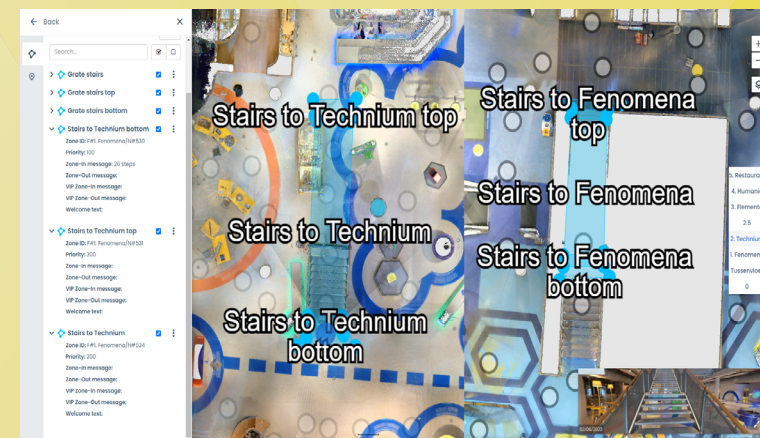 Back
Search...
Grate stairs
Grate stairs top
Grate stairs bottom
Stairs to Technium bottom
Zone ID: F#1. Fenomena/N#530
Priority: 100
Zone-In message: 26 steps
Zone-Out message:
VIP Zone-In message:
VIP Zone-Out message:
Welcome text:
Stairs to Technium top
Zone ID: F#1. Fenomena/N#531
Priority: 300
Zone-In message:
Zone-Out message:
VIP Zone-In message:
VIP Zone-Out message:
Welcome text:
Stairs to Technium
Zone ID: F#1. Fenomena/N#534
Priority: 200
Zone-In message:
Zone-Out message:
VIP Zone-In message:
VIP Zone-Out message:
Welcome text:
Stairs to Technium top
Stairs to Technium
Stairs to Technium
bottom
Stairs to Fenomena
top
Stairs to Fenomena
Stairs to Fenomena
bottom
5. Restaura
4. Humani
3. Elements
2.5
2. Techniu
1. Fenomen
Tussenvloe
0
02/06/2023